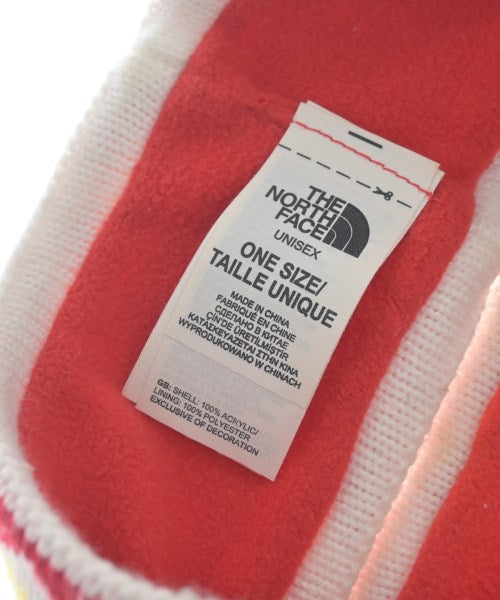 THE
NORTH
FACE
UNISEX
ONE SIZE/
TAILLE UNIQUE
MADE IN CHINA
FABRIQUÉ EN CHINE
СДЕЛАНО В КИТАЕ
ÇİN'DE ÜRETİLMİŞTİR
ΚΑΤΑΣΚΕΥΑΖΕΤΑΙ ΣΤΗΝ ΚΙΝΑ
WYPRODUKOWANO W CHINACH
GB: SHELL: 100% ACRYLIC/
LINING: 100% POLYESTER
EXCLUSIVE OF DECORATION